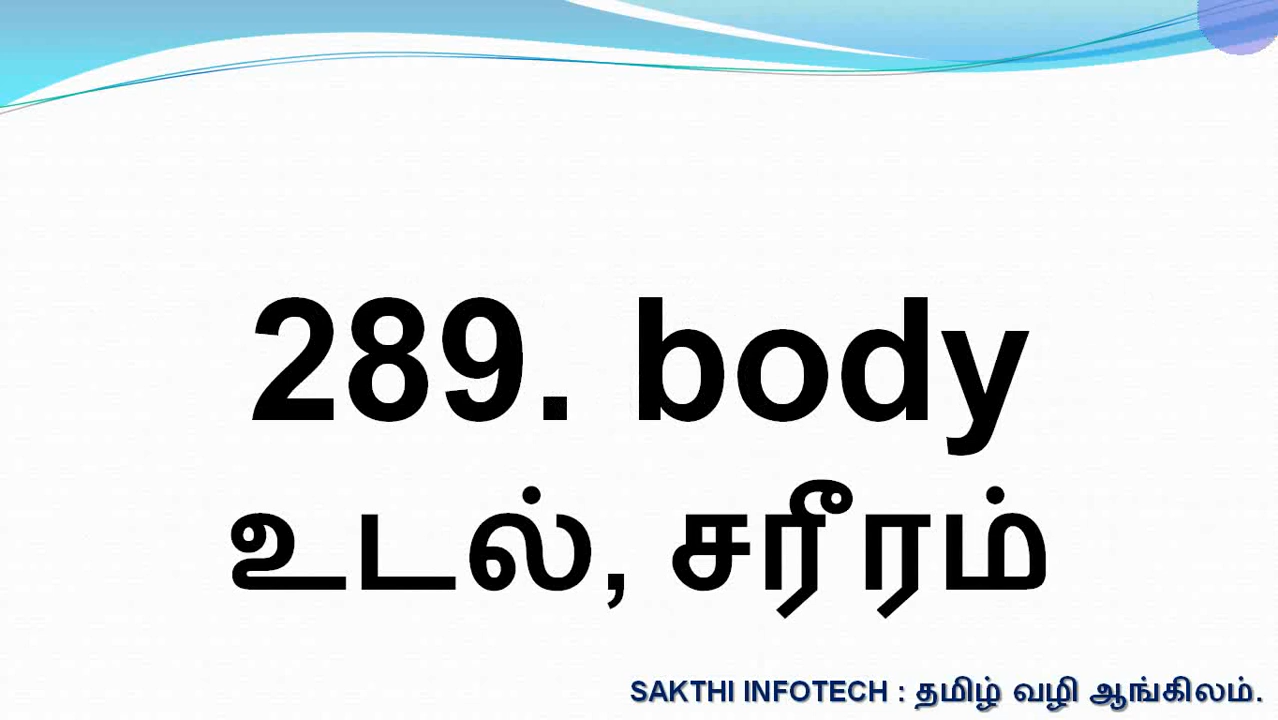 289. body
உடல், சரீரம்
SAKTHI INFOTECH : தமிழ் வழி ஆங்கிலம்.